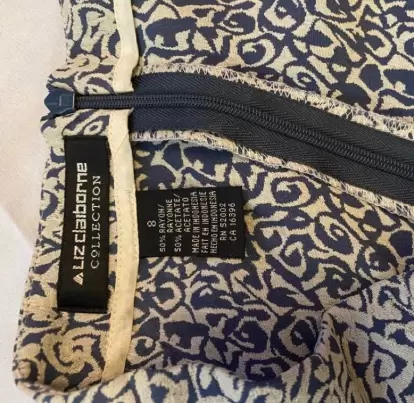 LIZ claiborne
COLLECTION
8
50% RAYON/
RAYONNE
50% ACETATE/
ACETATO
MADE IN INDONESIA
FAIT EN INDONESIE
HECHO EN INDONESIA
RN 52002
CA 16396